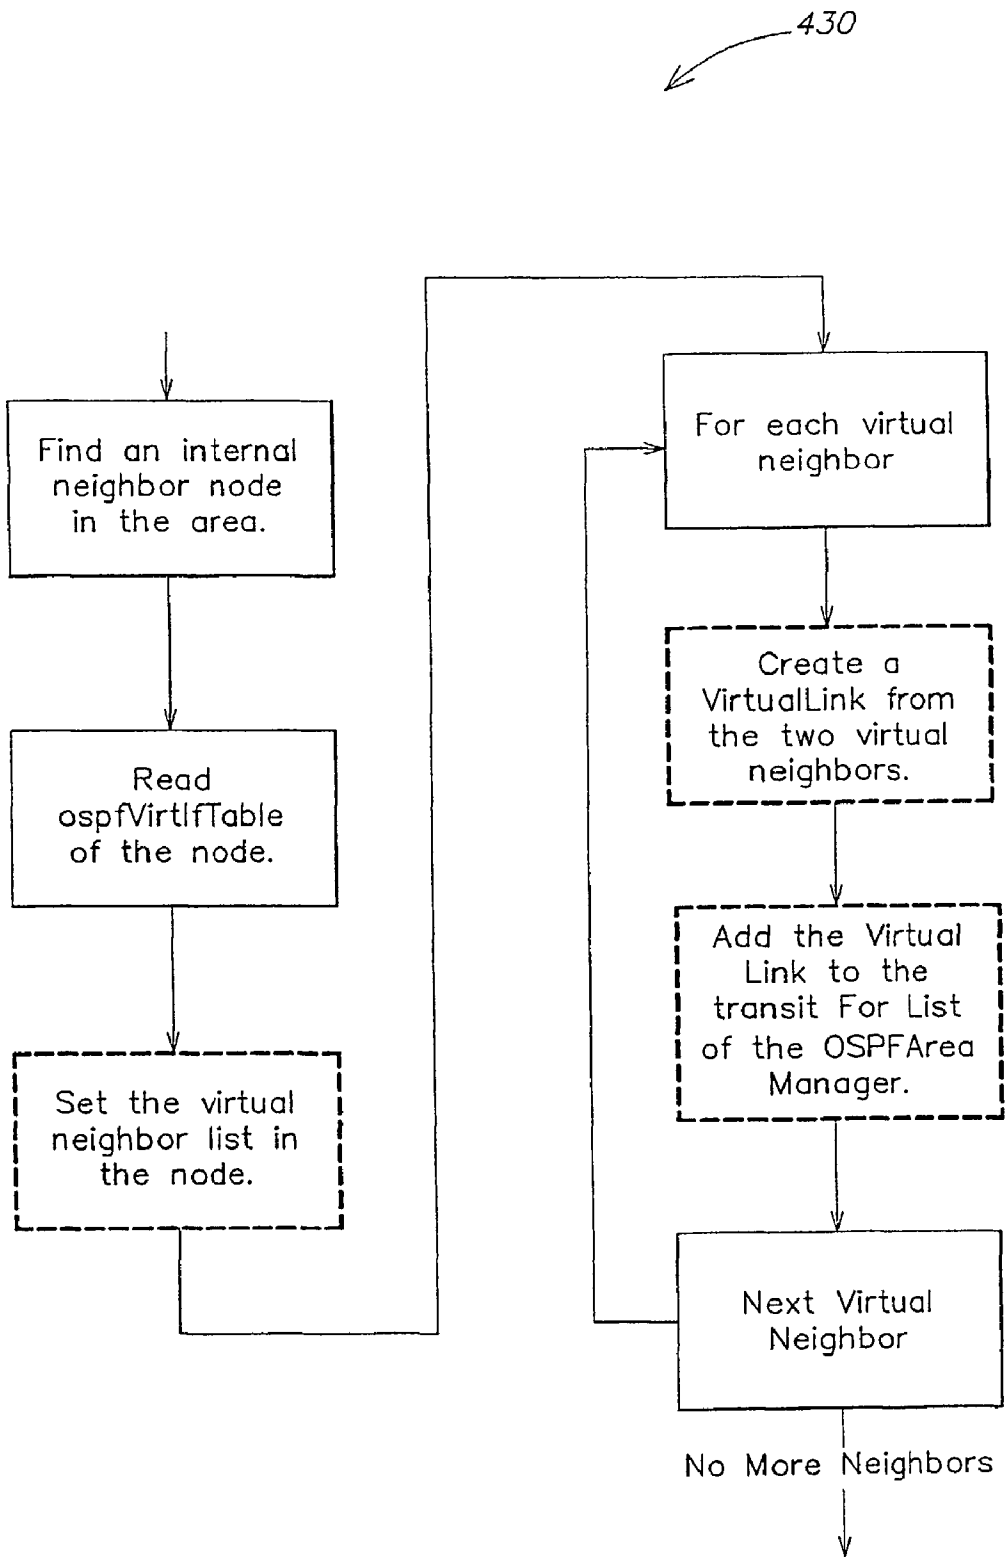 430
Find an internal
neighbor node
in the area.
Read
ospfVirtIfTable
of the node.
Set the virtual
neighbor list in
the node.
For each virtual
neighbor
Create a
VirtualLink from
the two virtual
neighbors.
Add the Virtual
Link to the
transit For List
of the OSPFArea
Manager.
Next Virtual
Neighbor
No More Neighbors